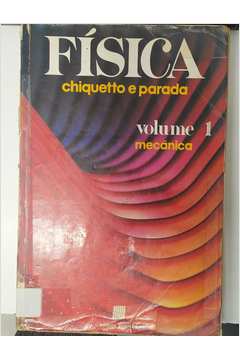 FÍSICA
chiquetto e parada
volume 1
mecânica